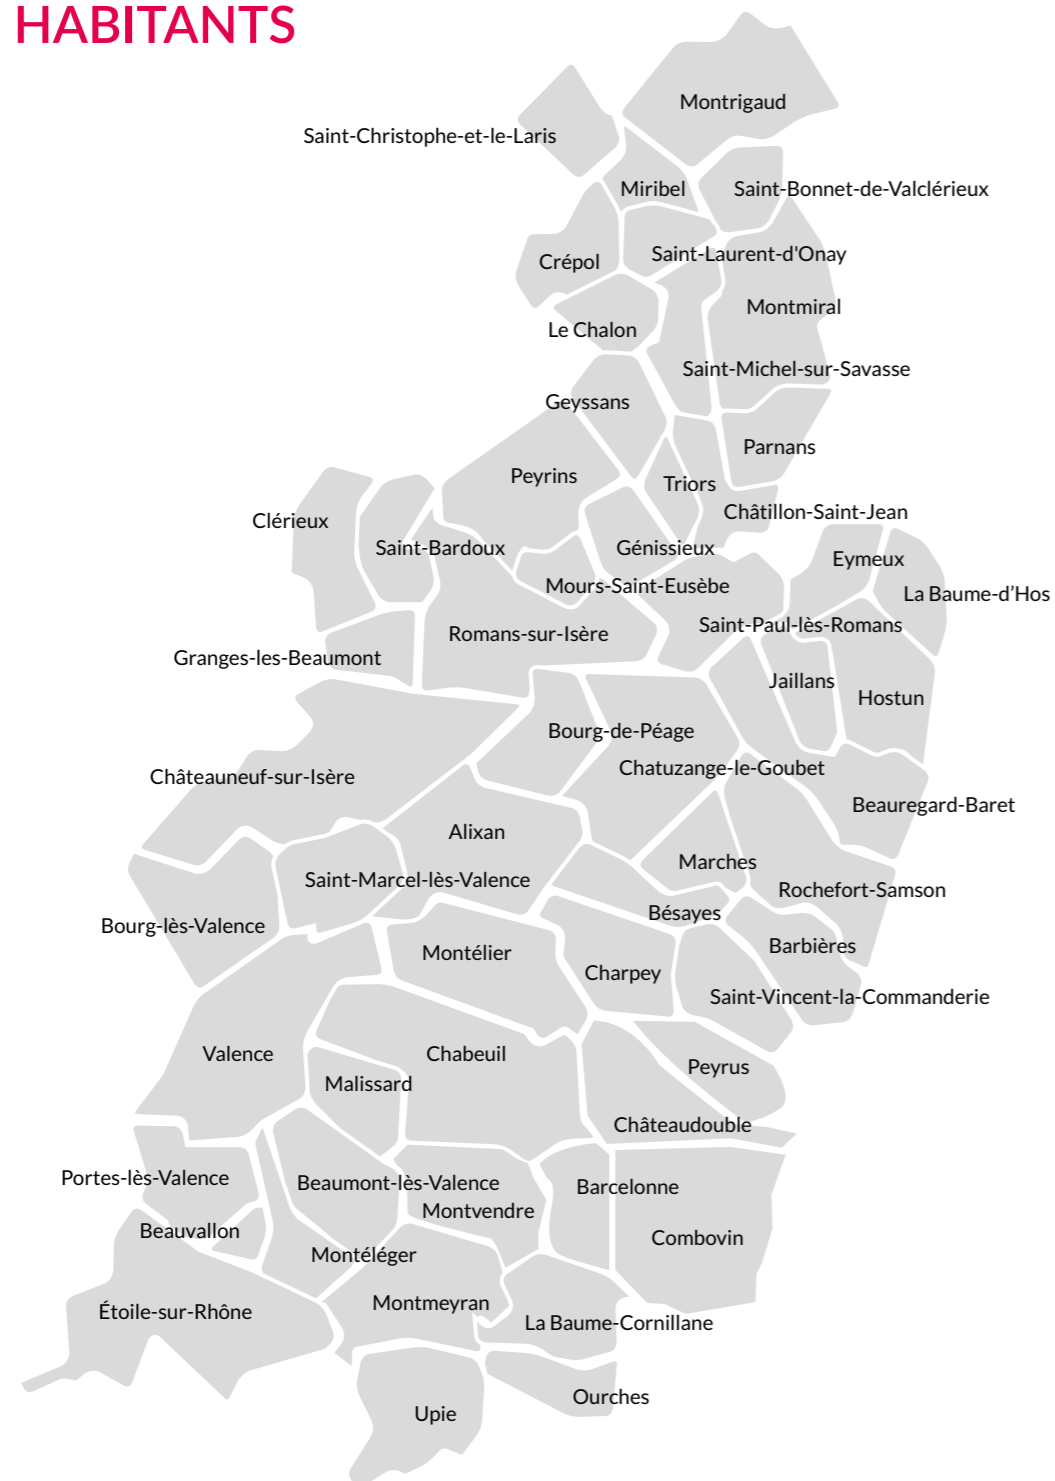 HABITANTS
Montrigaud
Saint-Christophe-et-le-Laris
Miribel
Saint-Bonnet-de-Valclérieux
Saint-Laurent-d'Onay
Crépol
Montmiral
Le Chalon
Saint-Michel-sur-Savasse
Geyssans
Parnans
Peyrins
Triors
Châtillon-Saint-Jean
Clérieux
Saint-Bardoux
Génissieux
Eymeux
Mours-Saint-Eusèbe
La Baume-d’Hos
Saint-Paul-lès-Romans
Romans-sur-Isère
Granges-les-Beaumont
Jaillans
Hostun
Bourg-de-Péage
Chatuzange-le-Goubet
Châteauneuf-sur-Isère
Beauregard-Baret
Alixan
Marches
Saint-Marcel-lès-Valence
Rochefort-Samson
Bésayes
Bourg-lès-Valence
Barbières
Montélier
Charpey
Saint-Vincent-la-Commanderie
Valence
Chabeuil
Peyrus
Malissard
Châteaudouble
Portes-lès-Valence
Beaumont-lès-Valence
Barcelonne
Montvendre
Beauvallon
Combovin
Montéléger
Montmeyran
Étoile-sur-Rhône
La Baume-Cornillane
Ourches
Upie